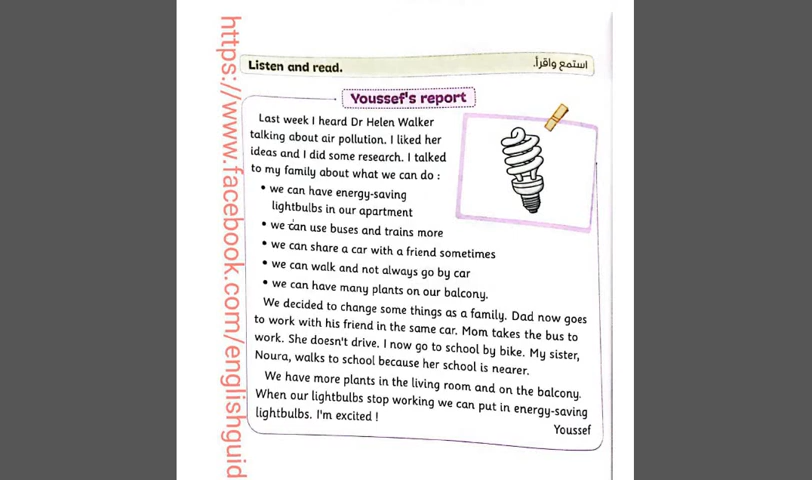 https://www.facebook.com/englishguid
Listen and read.
استمع واقرأ.
Youssef's report
Last week I heard Dr Helen Walker
talking about air pollution. I liked her
ideas and I did some research. I talked
to my family about what we can do :
• we can have energy-saving
lightbulbs in our apartment
• we can use buses and trains more
• we can share a car with a friend sometimes
• we can walk and not always go by car
• we can have many plants on our balcony.
We decided to change some things as a family. Dad now goes
to work with his friend in the same car. Mom takes the bus to
work. She doesn't drive. I now go to school by bike. My sister,
Noura, walks to school because her school is nearer.
We have more plants in the living room and on the balcony.
When our lightbulbs stop working we can put in energy-saving
lightbulbs. I'm excited !
Youssef